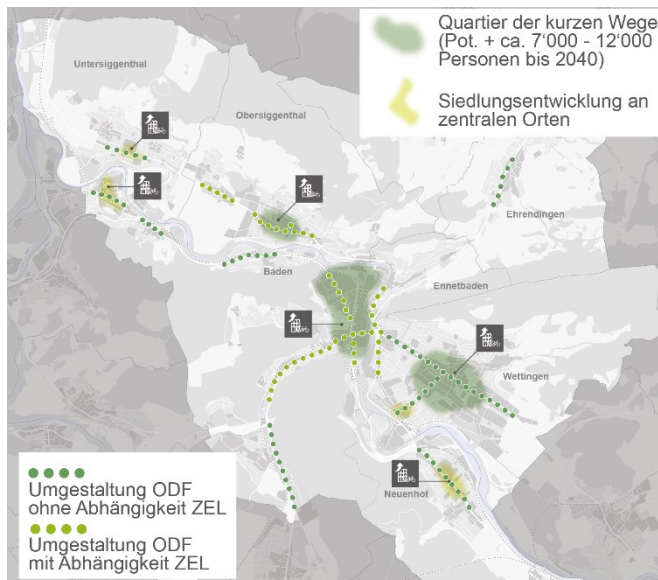 Quartier der kurzen Wege
(Pot. + ca. 7'000 - 12'000
Personen bis 2040)
Siedlungsentwicklung an
zentralen Orten
Untersiggenthal
Obersiggenthal
Ehrendingen
Baden
Ennetbaden
Wettingen
Neuenhof
Umgestaltung ODF
ohne Abhängigkeit ZEL
Umgestaltung ODF
mit Abhängigkeit ZEL